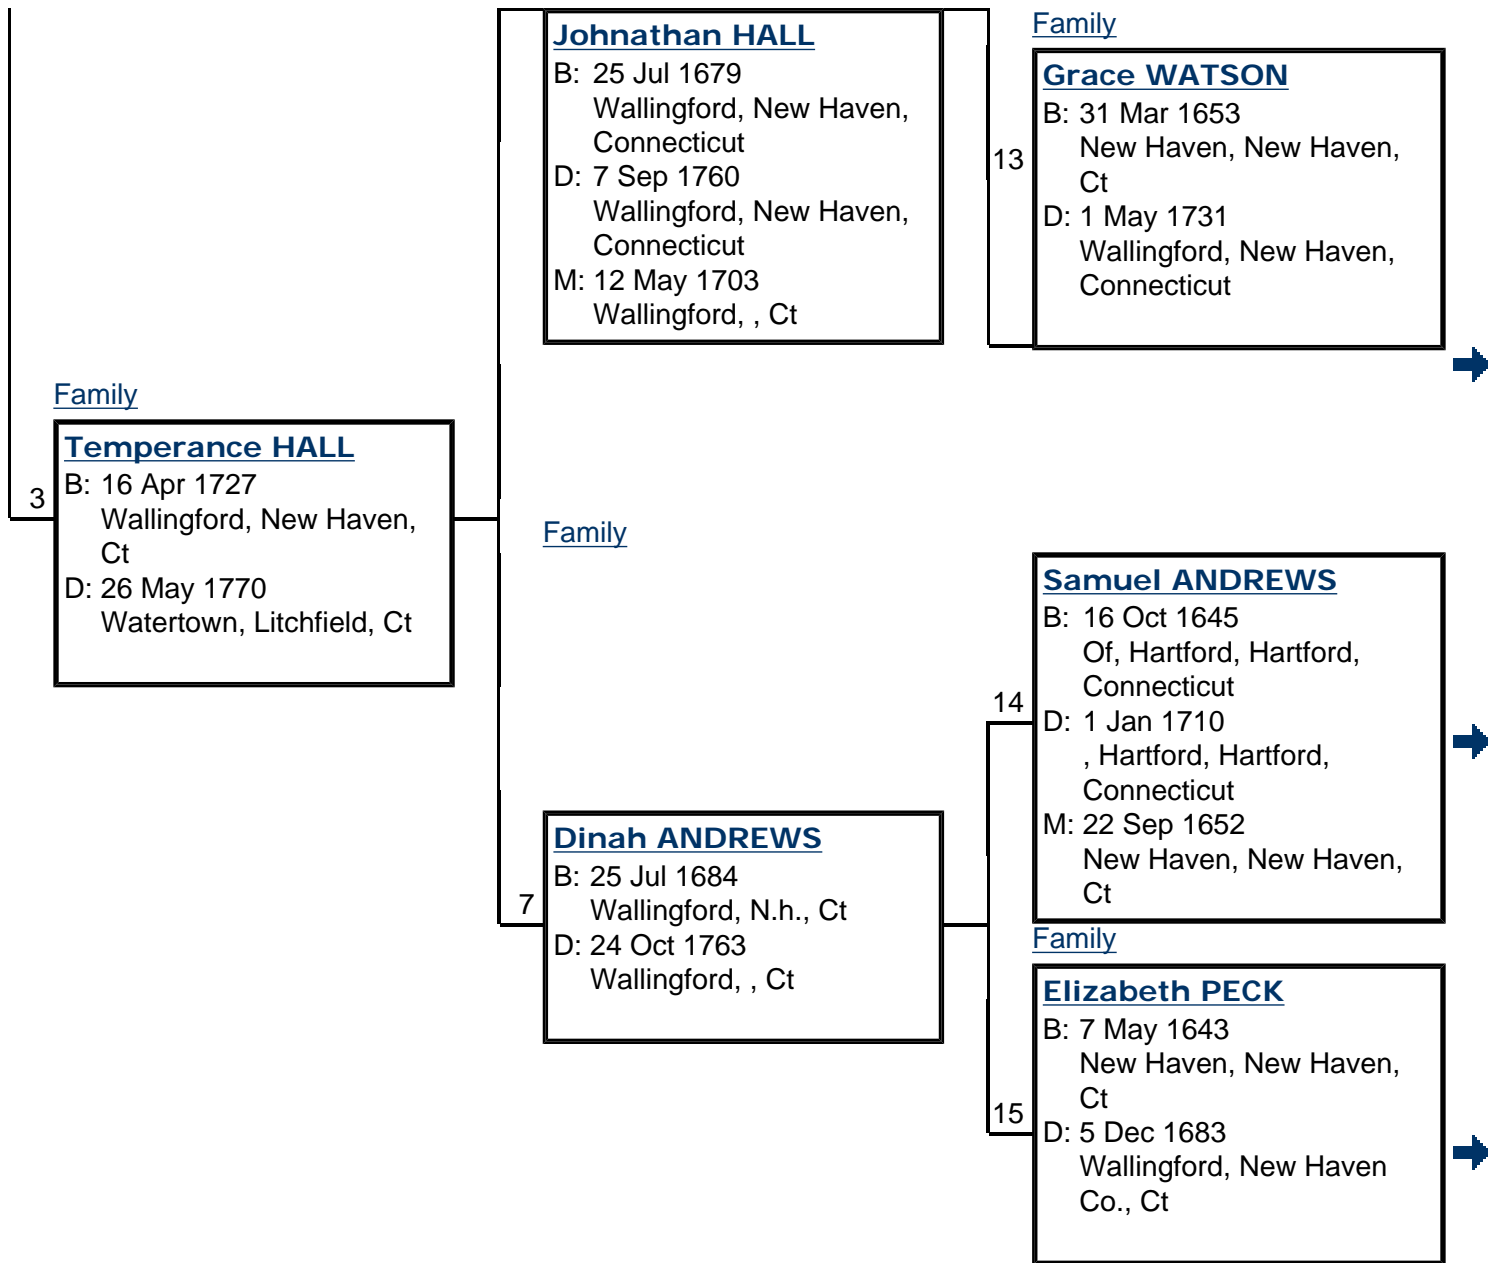 Johnathan HALL
B: 25 Jul 1679
Wallingford, New Haven,
Connecticut
D: 7 Sep 1760
Wallingford, New Haven,
Connecticut
M: 12 May 1703
Wallingford, , Ct
Family
13
Grace WATSON
B: 31 Mar 1653
New Haven, New Haven,
Ct
D: 1 May 1731
Wallingford, New Haven,
Connecticut
Family
3
Temperance HALL
B: 16 Apr 1727
Wallingford, New Haven,
Ct
D: 26 May 1770
Watertown, Litchfield, Ct
Family
7
Dinah ANDREWS
B: 25 Jul 1684
Wallingford, N.h., Ct
D: 24 Oct 1763
Wallingford, , Ct
14
Samuel ANDREWS
B: 16 Oct 1645
Of, Hartford, Hartford,
Connecticut
D: 1 Jan 1710
, Hartford, Hartford,
Connecticut
M: 22 Sep 1652
New Haven, New Haven,
Ct
Family
15
Elizabeth PECK
B: 7 May 1643
New Haven, New Haven,
Ct
D: 5 Dec 1683
Wallingford, New Haven
Co., Ct